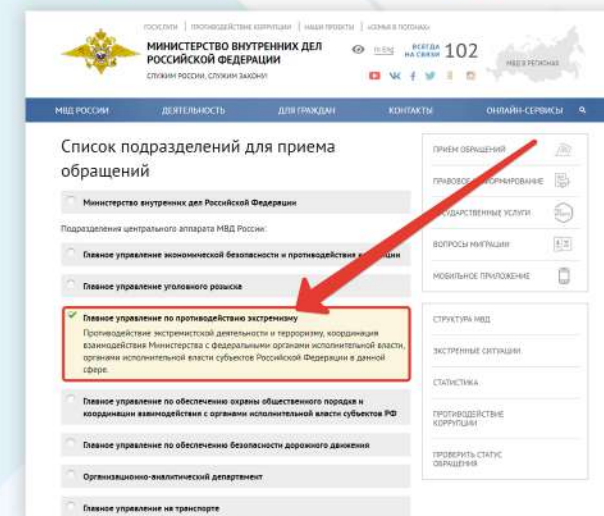 ГОСУСЛУГИ | ПРОТИВОДЕЙСТВИЕ КОРРУПЦИИ | НАШИ ПРОЕКТЫ |
МИНИСТЕРСТВО ВНУТРЕННИХ ДЕЛ
РОССИЙСКОЙ ФЕДЕРАЦИИ
СЛУЖИМ РОССИИ, СЛУЖИМ ЗАКОНУ!
ВСЕГДА
НА СВЯЗИ 102
МВД В РЕГИОНАХ
МВД РОССИИ ДЕЯТЕЛЬНОСТЬ ДЛЯ ГРАЖДАН КОНТАКТЫ ОНЛАЙН-СЕРВИСЫ
Список подразделений для приема
обращений
Министерство внутренних дел Российской Федерации
Подразделения центрального аппарата МВД России:
Главное управление экономической безопасности и противодействия
Главное управление уголовного розыска
Главное управление по противодействию экстремизму
Противодействие экстремистской деятельности и терроризму, координация
взаимодействия Министерства с федеральными органами исполнительной власти,
органами исполнительной власти субъектов Российской Федерации в данной
сфере.
Главное управление по обеспечению охраны общественного порядка и
координации взаимодействия с органами исполнительной власти субъектов РФ
Главное управление по обеспечению безопасности дорожного движения
Организационно-аналитический департамент
Главное управление на транспорте
ПРИЕМ ОБРАЩЕНИЙ
ПРАВОВОЕ
УСЛУГИ
ВОПРОСЫ МИГРАЦИИ
МОБИЛЬНОЕ ПРИЛОЖЕНИЕ
СТРУКТУРА МВД
ЭКСТРЕННЫЕ СИТУАЦИИ
СТАТИСТИКА
ПРОТИВОДЕЙСТВИЕ
КОРРУПЦИИ
ПРОВЕРИТЬ СТАТУС
ОБРАЩЕНИЯ